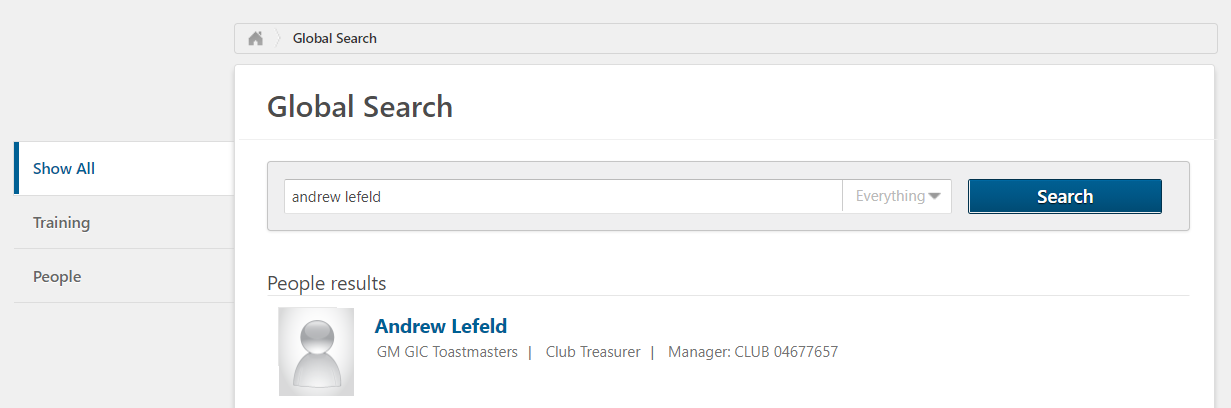 Global Search
Global Search
Show All
Training
People
andrew lefeld
Everything
Search
People results
Andrew Lefeld
GM GIC Toastmasters | Club Treasurer | Manager: CLUB 04677657